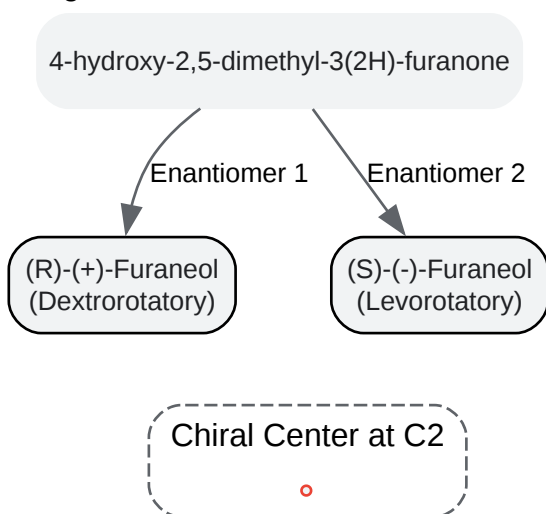 4-hydroxy-2,5-dimethyl-3(2H)-furanone
Enantiomer 1
Enantiomer 2
(R)-(+)-Furaneol
(Dextrorotatory)
(S)-(-)-Furaneol
(Levorotatory)
Chiral Center at C2